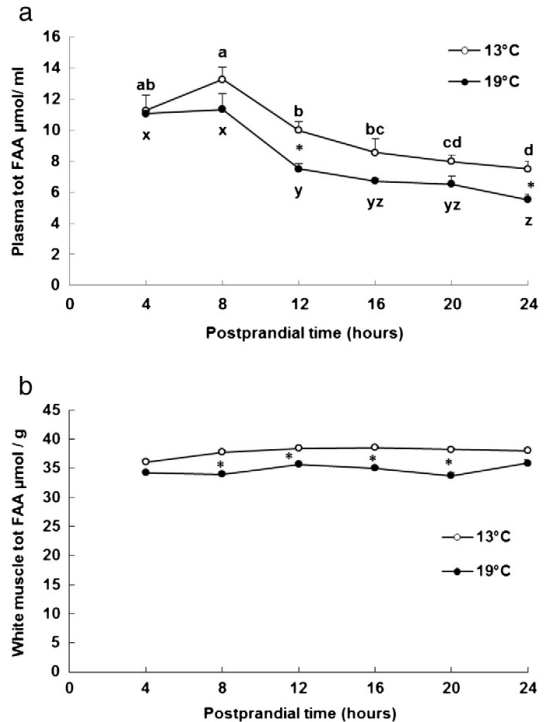 a
Plasma tot FAA µmol/ ml
16
14
12
10
8
6
4
2
0
ab
a
b
bc
cd
d
*
*
x
x
y
yz
yz
z
13°C
19°C
0 4 8 12 16 20 24
Postprandial time (hours)
b
White muscle tot FAA µmol / g
45
40
35
30
25
20
15
10
5
0
* * * *
13°C
19°C
0 4 8 12 16 20 24
Postprandial time (hours)